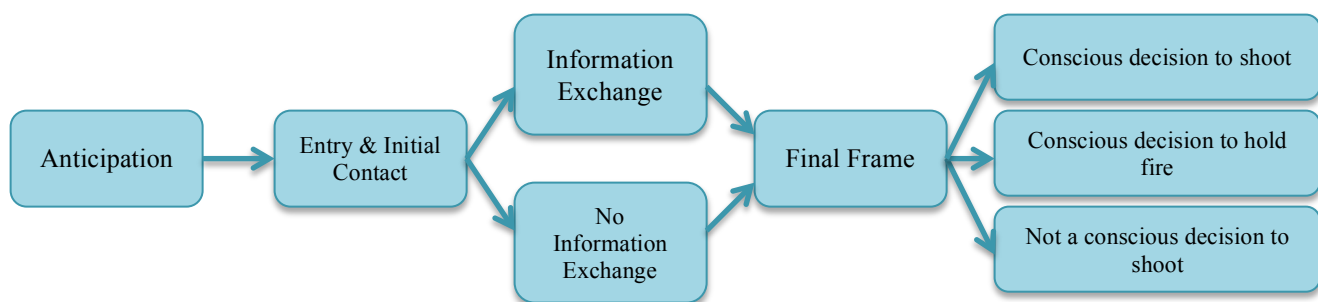 Anticipation
Entry & Initial
Contact
Information
Exchange
No
Information
Exchange
Final Frame
Conscious decision to shoot
Conscious decision to hold
fire
Not a conscious decision to
shoot